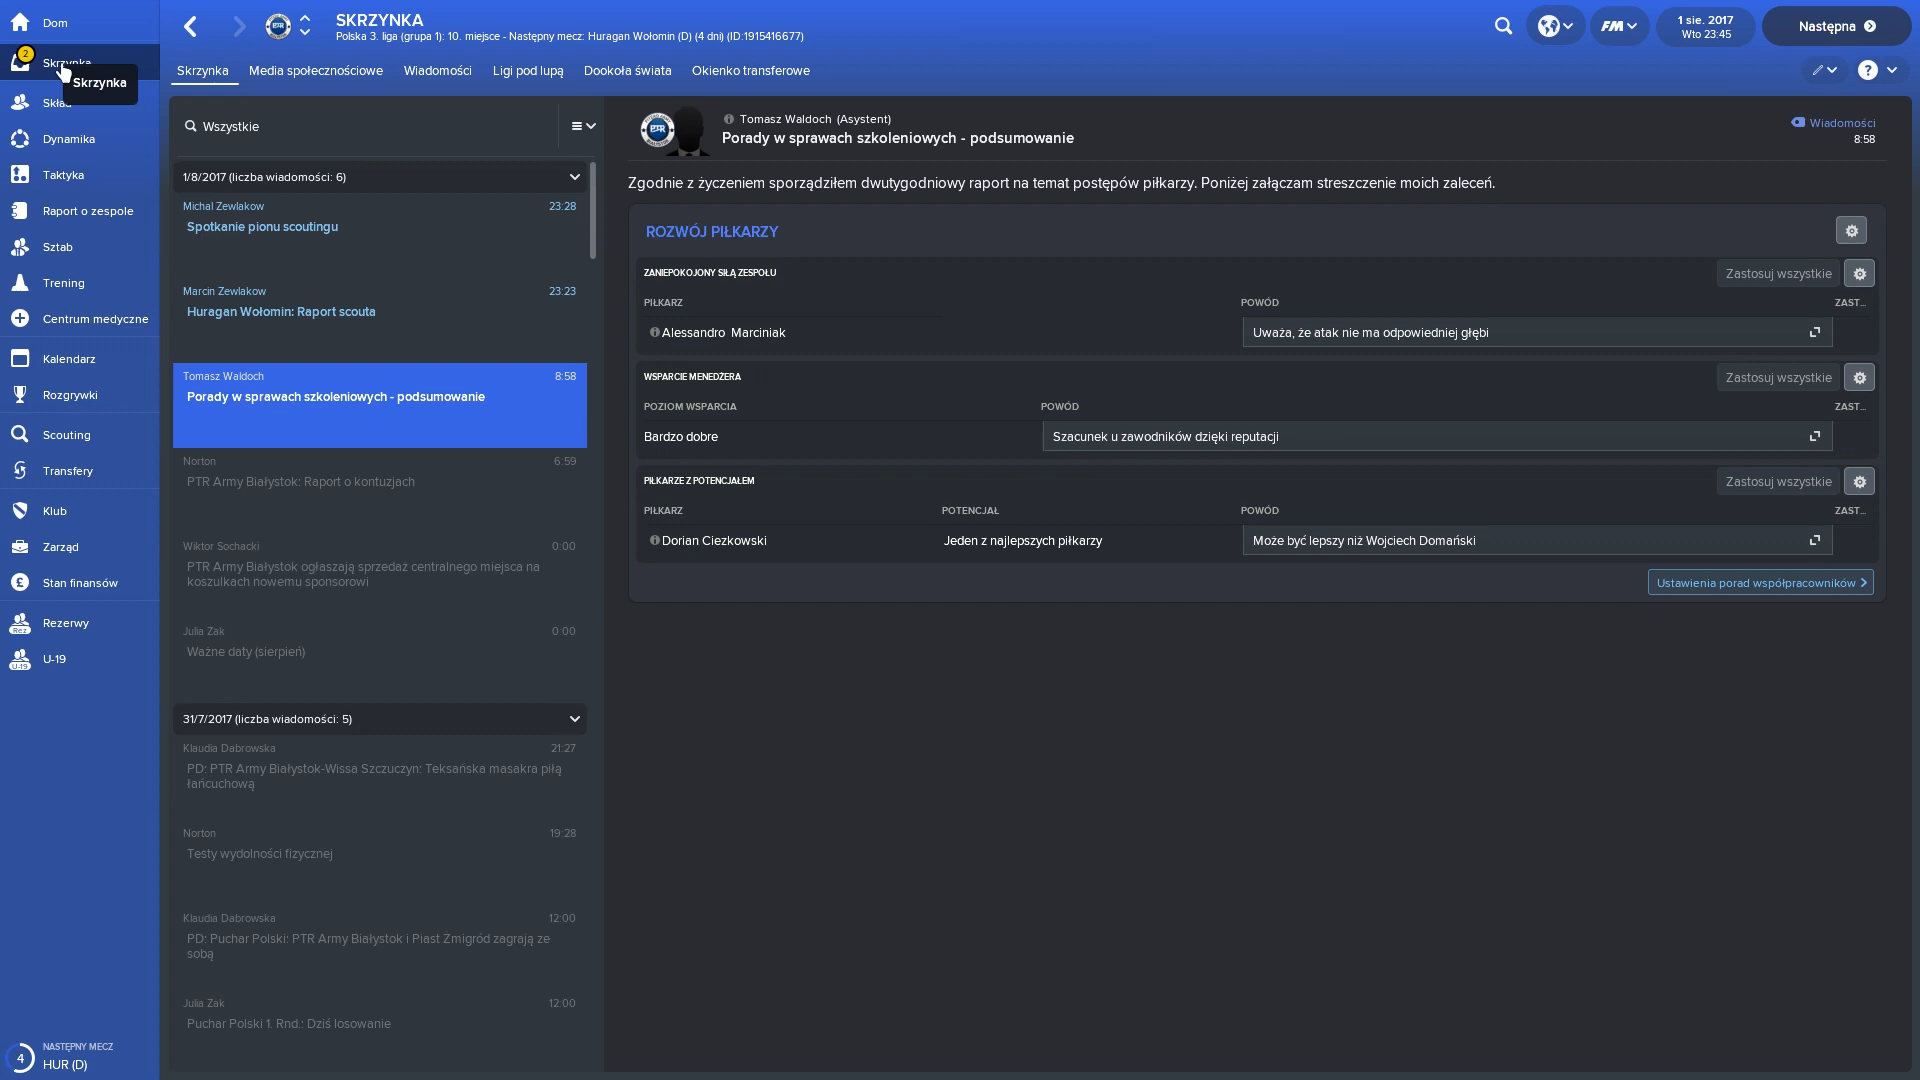 Dom
2
Skrzynka
Skrzynka
Skład
Dynamika
Taktyka
Raport o zespole
Sztab
Trening
Centrum medyczne
Kalendarz
Rozgrywki
Scouting
Transfery
Klub
Zarząd
Stan finansów
Rez
Rezerwy
U-19
U-19
NASTĘPNY MECZ
4
HUR (D)
PTR
SKRZYNKA
Polska 3. liga (grupa 1): 10. miejsce - Następny mecz: Huragan Wołomin (D) (4 dni) (ID:1915416677)
FM
1 sie. 2017
Wto 23:45
Następna
Skrzynka Media społecznościowe Wiadomości Ligi pod lupą Dookoła świata Okienko transferowe
?
Wszystkie
1/8/2017 (liczba wiadomości: 6)
Michal Zewlakow 23:28
Spotkanie pionu scoutingu
Marcin Zewlakow 23:23
Huragan Wołomin: Raport scouta
Tomasz Waldoch 8:58
Porady w sprawach szkoleniowych - podsumowanie
Norton 6:59
PTR Army Białystok: Raport o kontuzjach
Wiktor Sochacki 0:00
PTR Army Białystok ogłaszają sprzedaż centralnego miejsca na
koszulkach nowemu sponsorowi
Julia Zak 0:00
Ważne daty (sierpień)
31/7/2017 (liczba wiadomości: 5)
Klaudia Dabrowska 21:27
PD: PTR Army Białystok-Wissa Szczuczyn: Teksańska masakra piłą
łańcuchową
Norton 19:28
Testy wydolności fizycznej
Klaudia Dabrowska 12:00
PD: Puchar Polski: PTR Army Białystok i Piast Żmigród zagrają ze
sobą
Julia Zak 12:00
Puchar Polski 1. Rnd.: Dziś losowanie
PTR
Tomasz Waldoch (Asystent)
Porady w sprawach szkoleniowych - podsumowanie
Wiadomości
8:58
Zgodnie z życzeniem sporządziłem dwutygodniowy raport na temat postępów piłkarzy. Poniżej załączam streszczenie moich zaleceń.
ROZWÓJ PIŁKARZY
ZANIEPOKOJONY SIŁĄ ZESPOŁU Zastosuj wszystkie
PIŁKARZ POWÓD ZAST...
Alessandro Marciniak Uważa, że atak nie ma odpowiedniej głębi
WSPARCIE MENEDŻERA Zastosuj wszystkie
POZIOM WSPARCIA POWÓD ZAST...
Bardzo dobre Szacunek u zawodników dzięki reputacji
PIŁKARZE Z POTENCJAŁEM Zastosuj wszystkie
PIŁKARZ POTENCJAŁ POWÓD ZAST...
Dorian Ciezkowski Jeden z najlepszych piłkarzy Może być lepszy niż Wojciech Domański
Ustawienia porad współpracowników